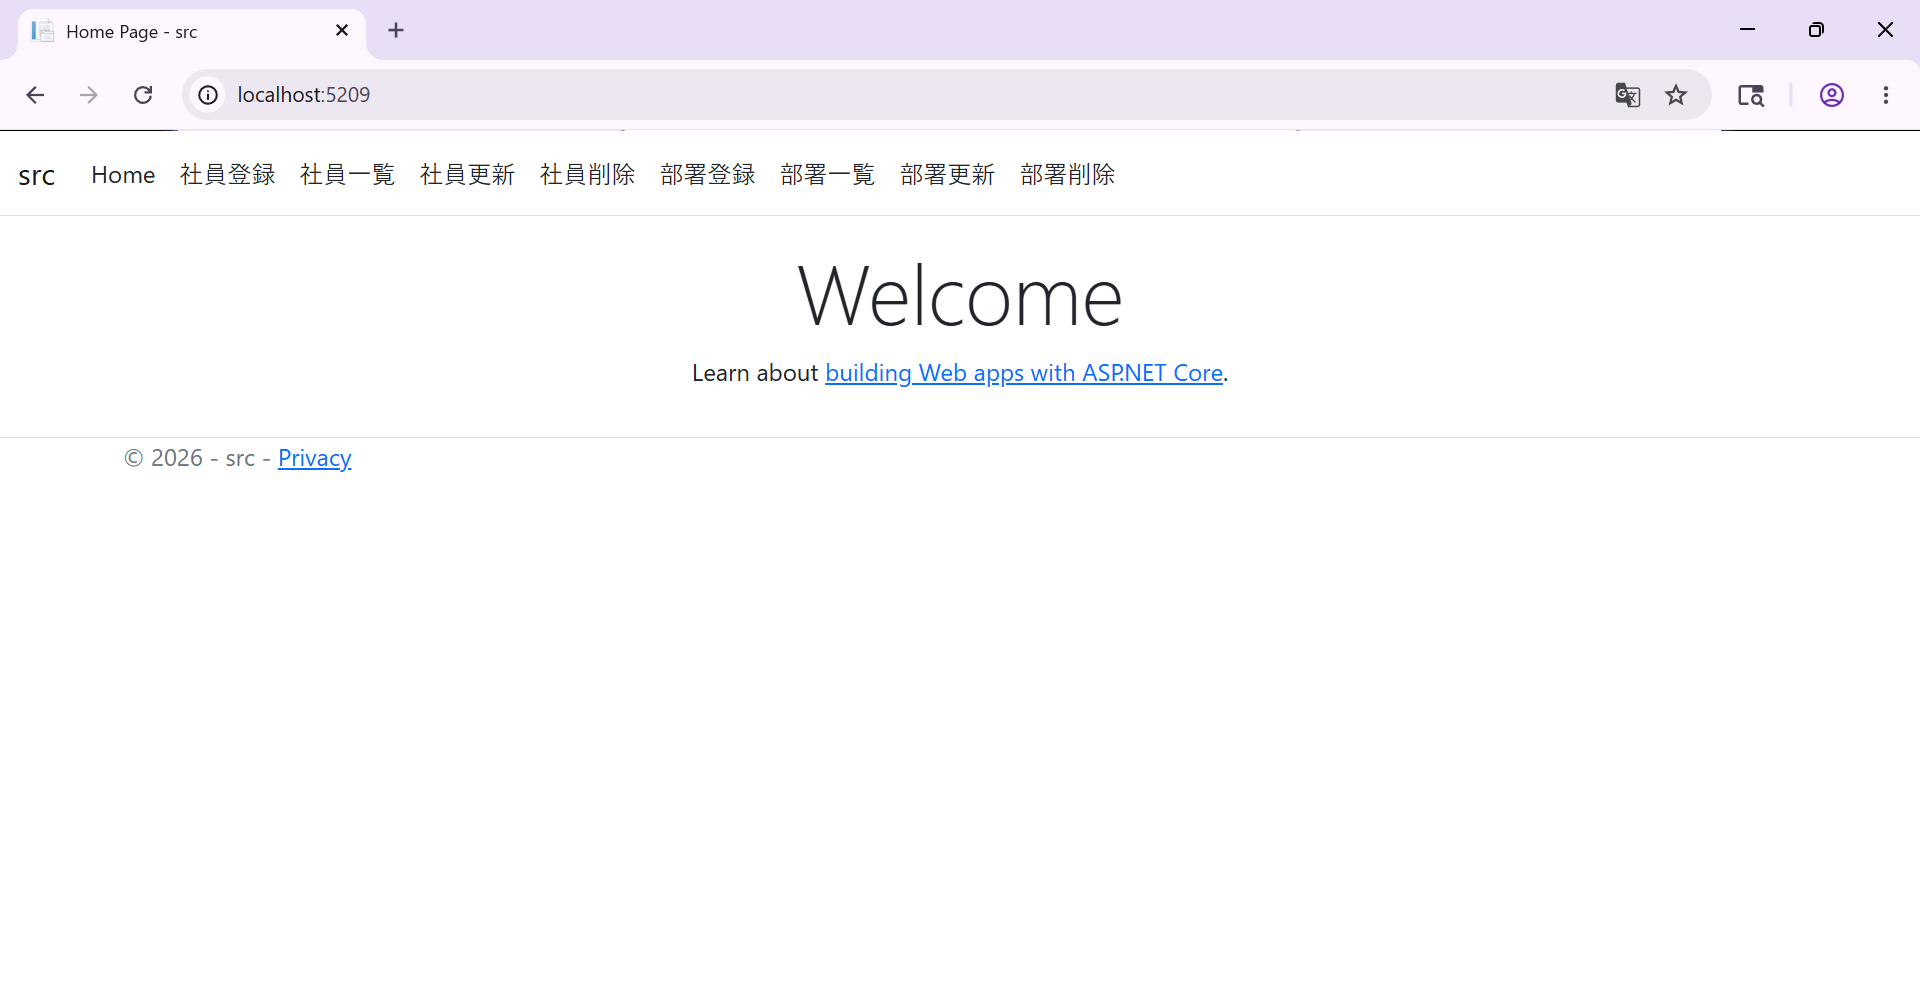 Home Page - src
localhost:5209
src Home 社員登録 社員一覧 社員更新 社員削除 部署登録 部署一覧 部署更新 部署削除
Welcome
Learn about building Web apps with ASP.NET Core.
© 2026 - src - Privacy